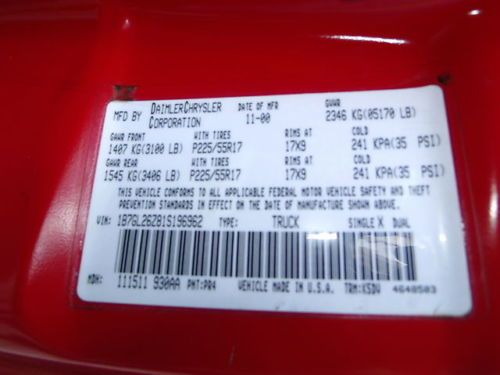 MFD BY DAIMLERCHRYSLER CORPORATION DATE OF MFR 11-00 GVWR 2346 KG(05170 LB)
GAWR FRONT WITH TIRES RIMS AT COLD
1407 KG(3100 LB) P225/55R17 17X9 241 KPA(35 PSI)
GAWR REAR WITH TIRES RIMS AT COLD
1545 KG(3406 LB) P225/55R17 17X9 241 KPA(35 PSI)
THIS VEHICLE CONFORMS TO ALL APPLICABLE FEDERAL MOTOR VEHICLE SAFETY AND THEFT
PREVENTION STANDARDS IN EFFECT ON THE DATE OF MANUFACTURE SHOWN ABOVE.
VIN: 1B7GL26Z81S196962 TYPE: TRUCK SINGLE X DUAL
MDH: 111511 930AA PNT:PR4 VEHICLE MADE IN U.S.A. TRM:K5DV 4648503